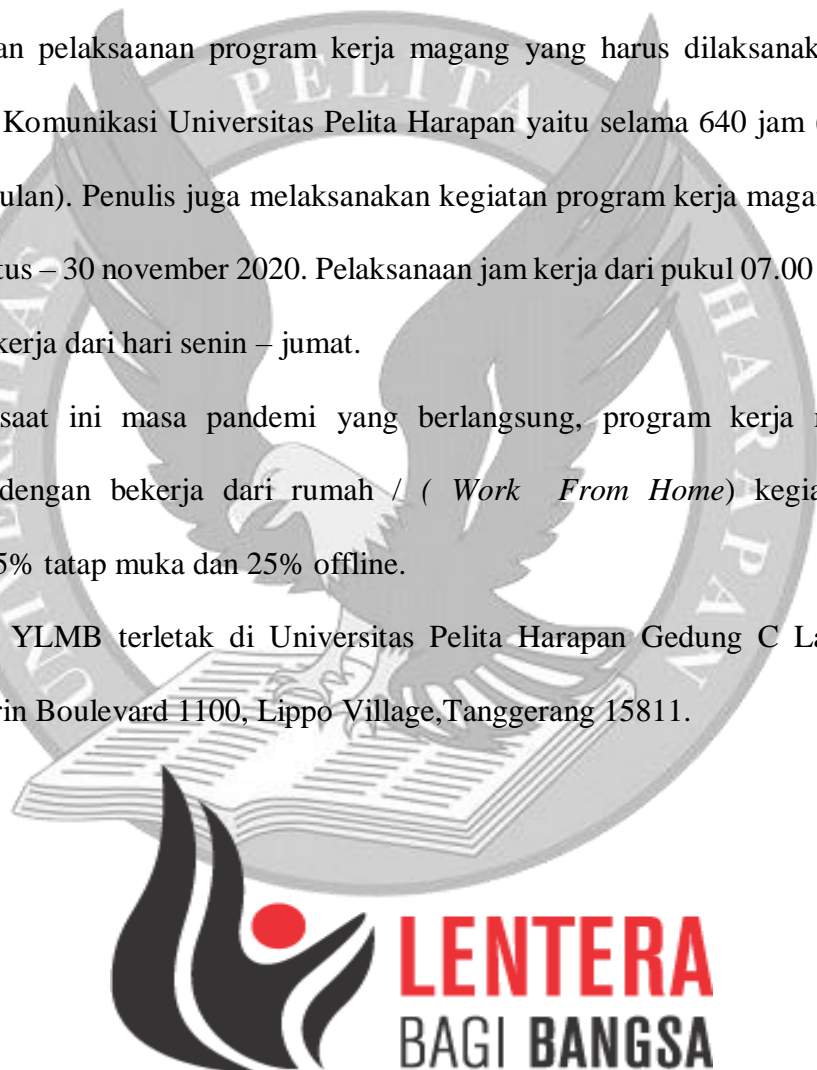 an pelaksaanan program kerja magang yang harus dilaksanak
Komunikasi Universitas Pelita Harapan yaitu selama 640 jam (
ulan). Penulis juga melaksanakan kegiatan program kerja magan
tus – 30 november 2020. Pelaksanaan jam kerja dari pukul 07.00
kerja dari hari senin – jumat.
saat ini masa pandemi yang berlangsung, program kerja
dengan bekerja dari rumah / ( Work From Home) kegia
5% tatap muka dan 25% offline.
YLMB terletak di Universitas Pelita Harapan Gedung C La
rin Boulevard 1100, Lippo Village,Tanggerang 15811.
UNIVERSITAS PELITA HARAPAN
LENTERA
BAGI BANGSA